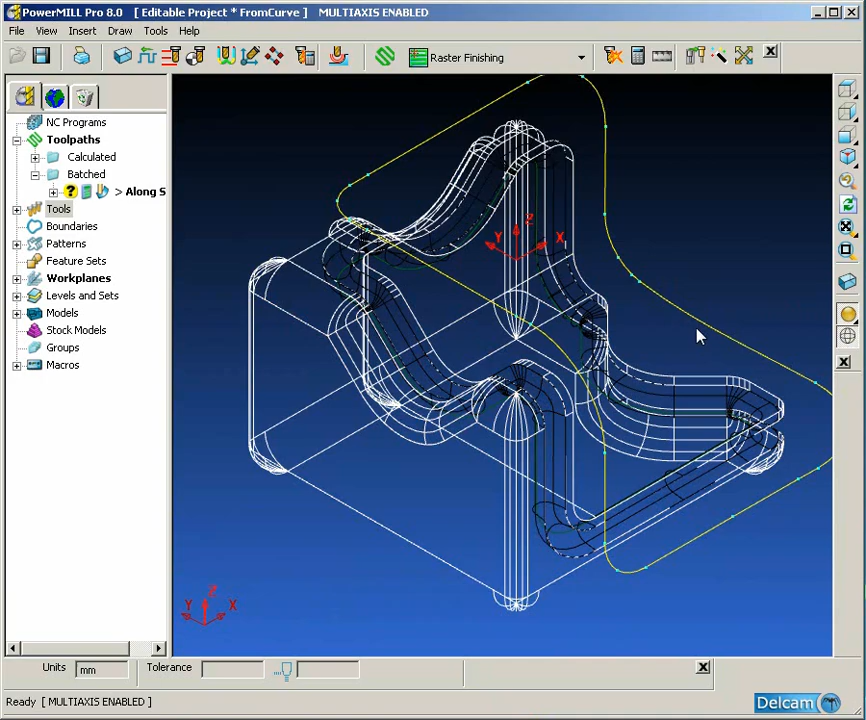 PowerMILL Pro 8.0    [ Editable Project * FromCurve ]    MULTIAXIS ENABLED
File View Insert Draw Tools Help
Raster Finishing
NC Programs
Toolpaths
Calculated
Batched
> Along S
Tools
Boundaries
Patterns
Feature Sets
Workplanes
Levels and Sets
Models
Stock Models
Groups
Macros
Z
Y X
Z
Y X
Units mm Tolerance
Ready [ MULTIAXIS ENABLED ]
Delcam